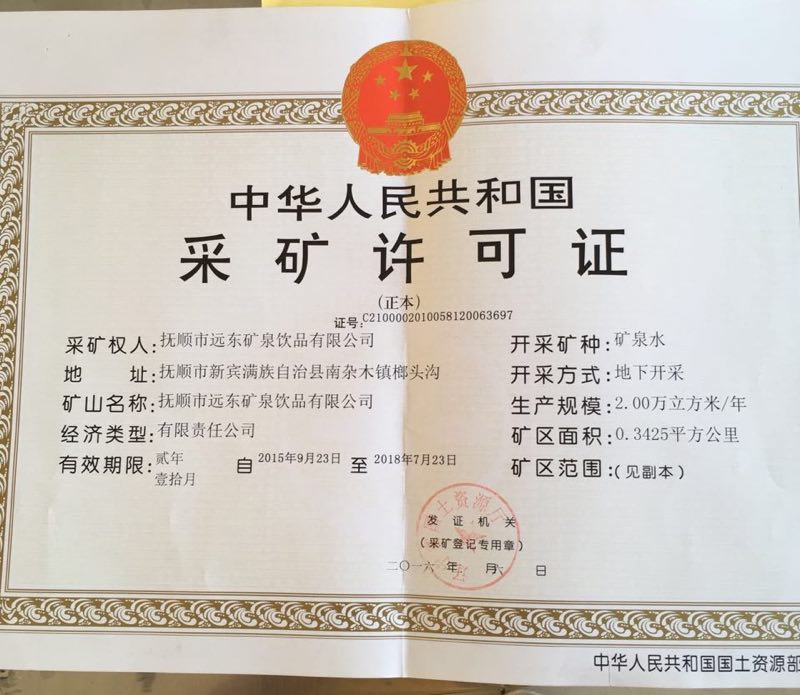 中华人民共和国
采矿许可证
(正本)
证号:C2100002010058120063697
采矿权人:抚顺市远东矿泉饮品有限公司
地址:抚顺市新宾满族自治县南杂木镇榔头沟
矿山名称:抚顺市远东矿泉饮品有限公司
经济类型:有限责任公司
有效期限:贰年壹拾月 自2015年9月23日至2018年7月23日
开采矿种:矿泉水
开采方式:地下开采
生产规模:2.00万立方米/年
矿区面积:0.3425平方公里
矿区范围:(见副本)
土资源厅
发证机关
(采矿登记专用章)
二〇一六年 月六日
中华人民共和国国土资源部